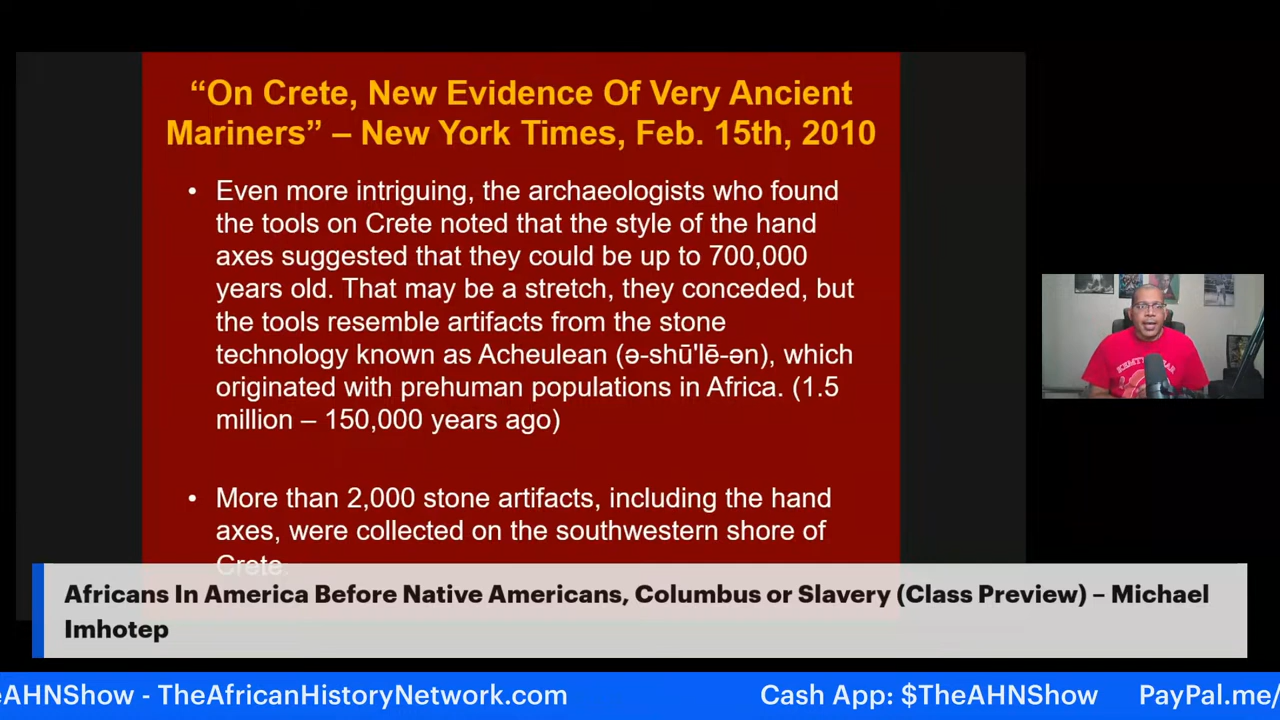 “On Crete, New Evidence Of Very Ancient
Mariners” – New York Times, Feb. 15th, 2010
• Even more intriguing, the archaeologists who found
the tools on Crete noted that the style of the hand
axes suggested that they could be up to 700,000
years old. That may be a stretch, they conceded, but
the tools resemble artifacts from the stone
technology known as Acheulean (ə-shū'lē-ən), which
originated with prehuman populations in Africa. (1.5
million – 150,000 years ago)
• More than 2,000 stone artifacts, including the hand
axes, were collected on the southwestern shore of
Crete.
Africans In America Before Native Americans, Columbus or Slavery (Class Preview) – Michael
Imhotep
eAHNShow - TheAfricanHistoryNetwork.com Cash App: $TheAHNShow PayPal.me/